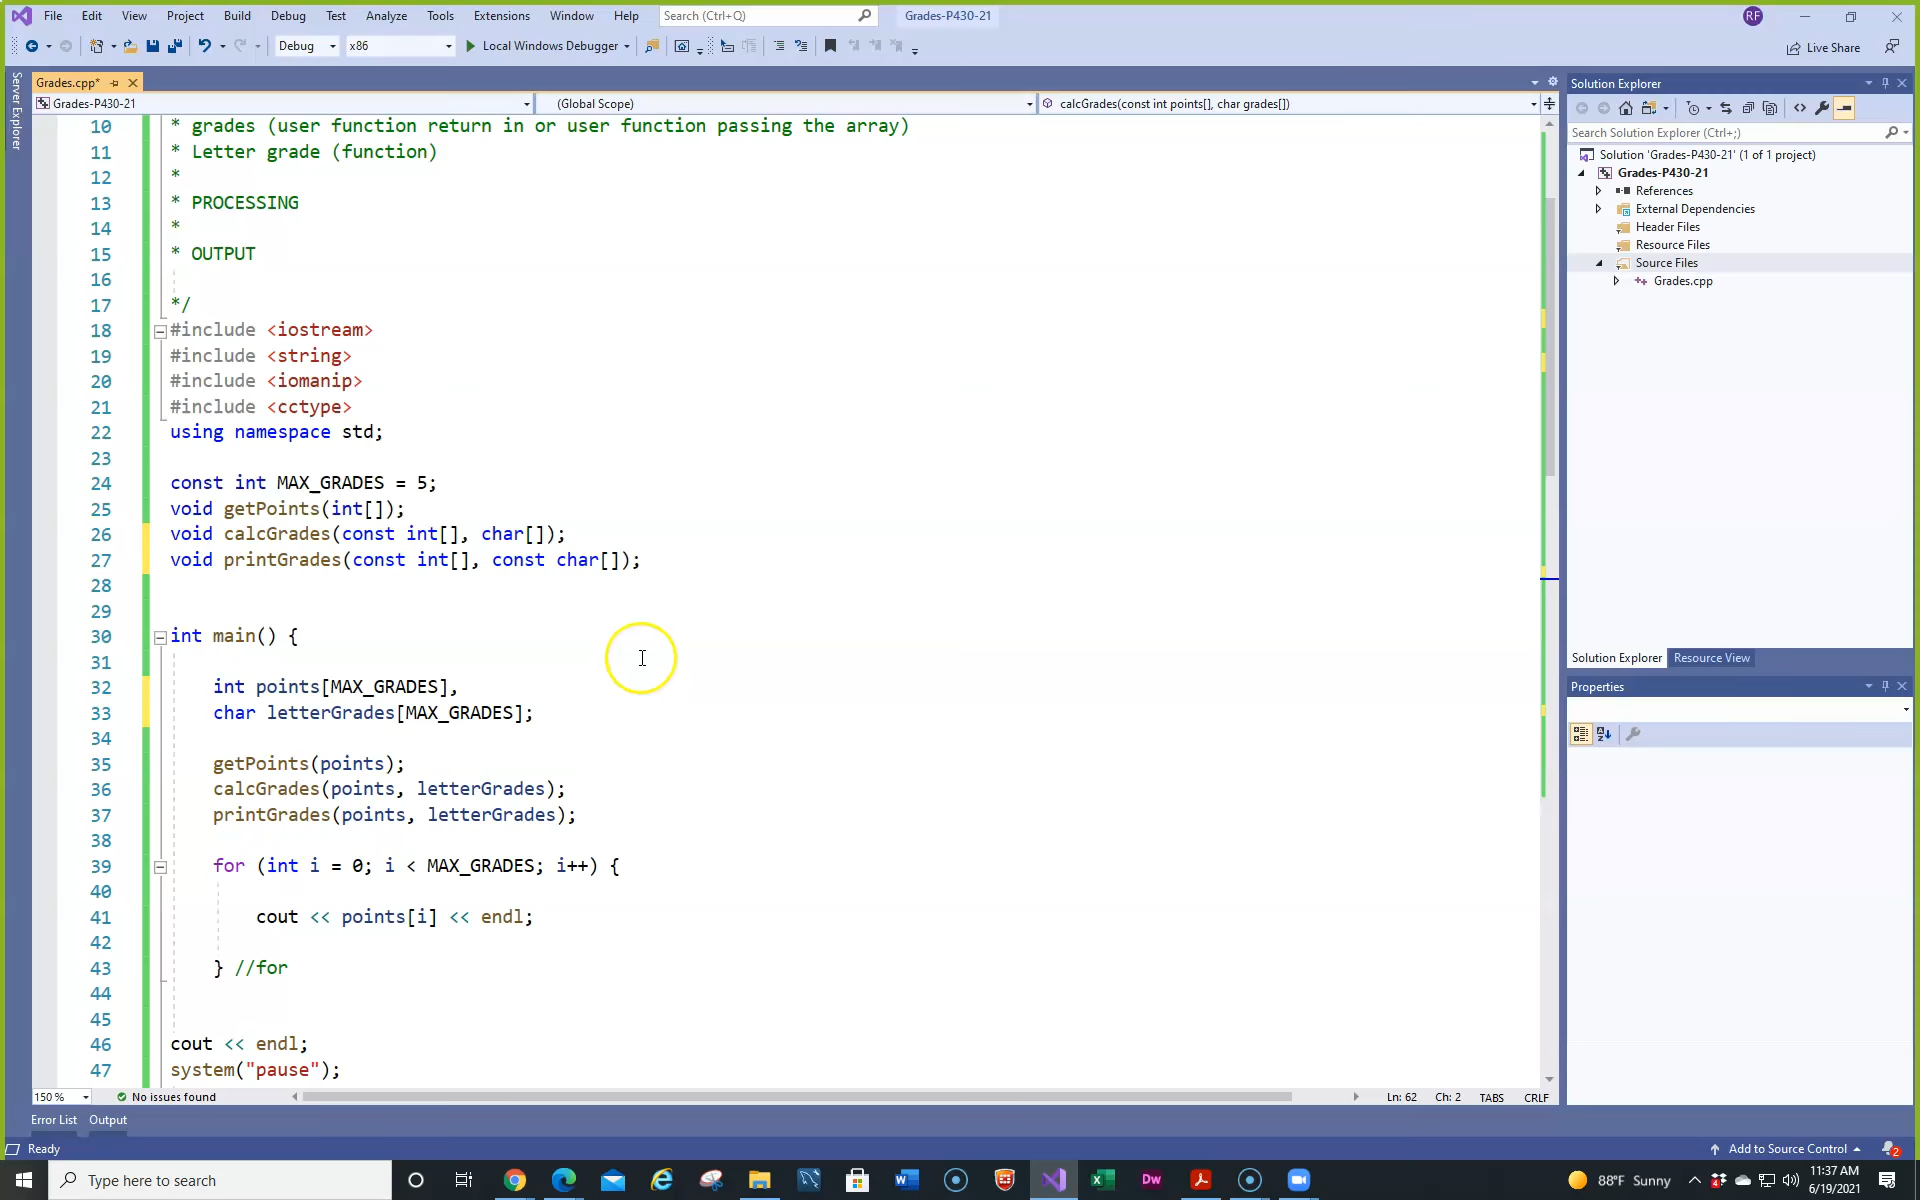 File Edit View Project Build Debug Test Analyze Tools Extensions Window Help Search (Ctrl+Q) Grades-P430-21 RF
Debug x86 Local Windows Debugger Live Share
Server Explorer
Grades.cpp*
Grades-P430-21 (Global Scope) calcGrades(const int points[], char grades[])
10 * grades (user function return in or user function passing the array)
11 * Letter grade (function)
12 *
13 * PROCESSING
14 *
15 * OUTPUT
16
17 */
18 #include <iostream>
19 #include <string>
20 #include <iomanip>
21 #include <cctype>
22 using namespace std;
23
24 const int MAX_GRADES = 5;
25 void getPoints(int[]);
26 void calcGrades(const int[], char[]);
27 void printGrades(const int[], const char[]);
28
29
30 int main() {
31
32 int points[MAX_GRADES],
33 char letterGrades[MAX_GRADES];
34
35 getPoints(points);
36 calcGrades(points, letterGrades);
37 printGrades(points, letterGrades);
38
39 for (int i = 0; i < MAX_GRADES; i++) {
40
41 cout << points[i] << endl;
42
43 } //for
44
45
46 cout << endl;
47 system("pause");
150 % No issues found Ln: 62 Ch: 2 TABS CRLF
Error List Output
Solution Explorer
Search Solution Explorer (Ctrl+;)
Solution 'Grades-P430-21' (1 of 1 project)
Grades-P430-21
References
External Dependencies
Header Files
Resource Files
Source Files
Grades.cpp
Solution Explorer Resource View
Properties
Ready Add to Source Control 2
Type here to search 88°F Sunny 11:37 AM
6/19/2021